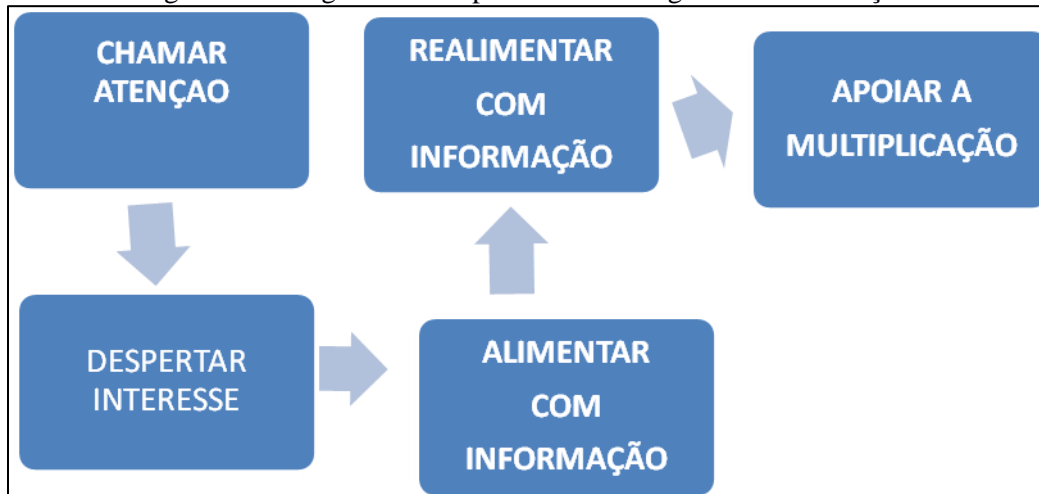 CHAMAR
ATENÇAO
DESPERTAR
INTERESSE
ALIMENTAR
COM
INFORMAÇÃO
REALIMENTAR
COM
INFORMAÇÃO
APOIAR A
MULTIPLICAÇÃO